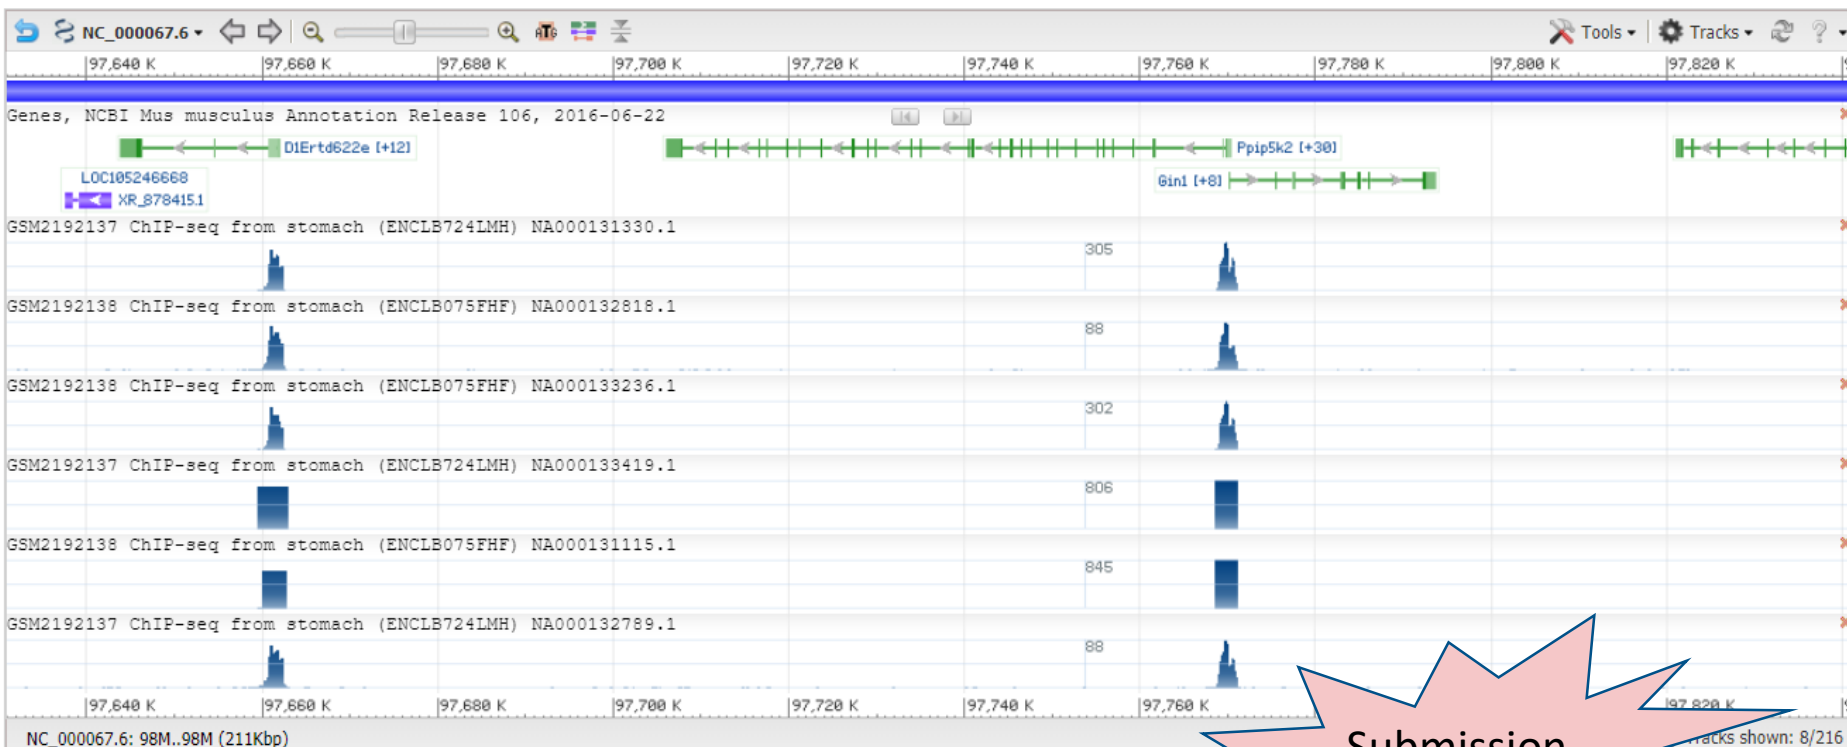 NC_000067.6 ATG Tools Tracks ?
97,640 K 97,660 K 97,680 K 97,700 K 97,720 K 97,740 K 97,760 K 97,780 K 97,800 K 97,820 K
Genes, NCBI Mus musculus Annotation Release 106, 2016-06-22
D1Ertd622e [+12] Ppip5k2 [+30]
LOC105246668 Gin1 [+8]
XR_878415.1
GSM2192137 ChIP-seq from stomach (ENCLB724LMH) NA000131330.1
305
GSM2192138 ChIP-seq from stomach (ENCLB075FHF) NA000132818.1
88
GSM2192138 ChIP-seq from stomach (ENCLB075FHF) NA000133236.1
302
GSM2192137 ChIP-seq from stomach (ENCLB724LMH) NA000133419.1
806
GSM2192138 ChIP-seq from stomach (ENCLB075FHF) NA000131115.1
845
GSM2192137 ChIP-seq from stomach (ENCLB724LMH) NA000132789.1
88
97,640 K 97,660 K 97,680 K 97,700 K 97,720 K 97,740 K 97,760 K 97,820 K
Submission
NC_000067.6: 98M..98M (211Kbp) shown: 8/216